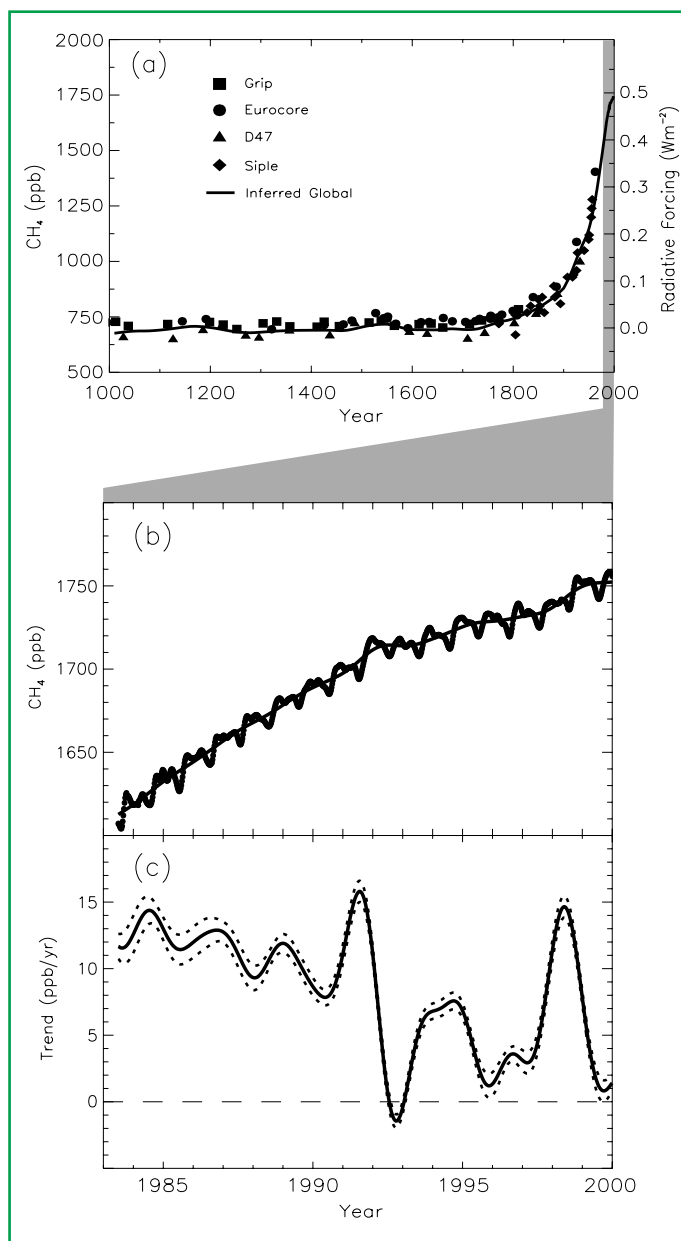 (a)
Grip
Eurocore
D47
Siple
Inferred Global
2000
1750
1500
1250
1000
750
500
CH₄ (ppb)
0.5
0.4
0.3
0.2
0.1
0.0
Radiative Forcing (Wm⁻²)
1000 1200 1400 1600 1800 2000
Year
(b)
1750
1700
1650
CH₄ (ppb)
(c)
15
10
5
0
Trend (ppb/yr)
1985 1990 1995 2000
Year